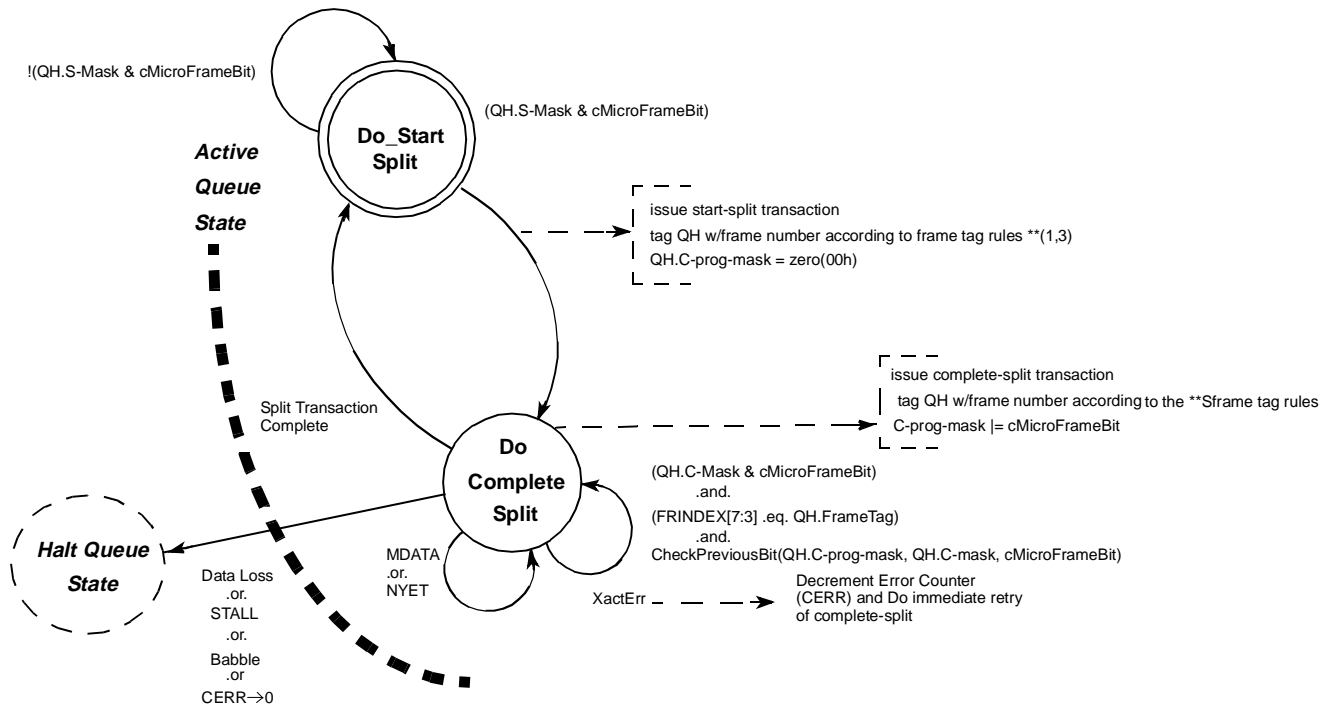 !(QH.S-Mask & cMicroFrameBit)
(QH.S-Mask & cMicroFrameBit)
Do_Start
Split
Active
Queue
State
issue start-split transaction
tag QH w/frame number according to frame tag rules **(1,3)
QH.C-prog-mask = zero(00h)
issue complete-split transaction
tag QH w/frame number according to the **Sframe tag rules
C-prog-mask |= cMicroFrameBit
Split Transaction
Complete
Do
Complete
Split
(QH.C-Mask & cMicroFrameBit)
.and.
(FRINDEX[7:3] .eq. QH.FrameTag)
.and.
CheckPreviousBit(QH.C-prog-mask, QH.C-mask, cMicroFrameBit)
Halt Queue
State
MDATA
.or.
NYET
Data Loss
.or.
STALL
.or.
Babble
.or
CERR→0
XactErr
Decrement Error Counter
(CERR) and Do immediate retry
of complete-split